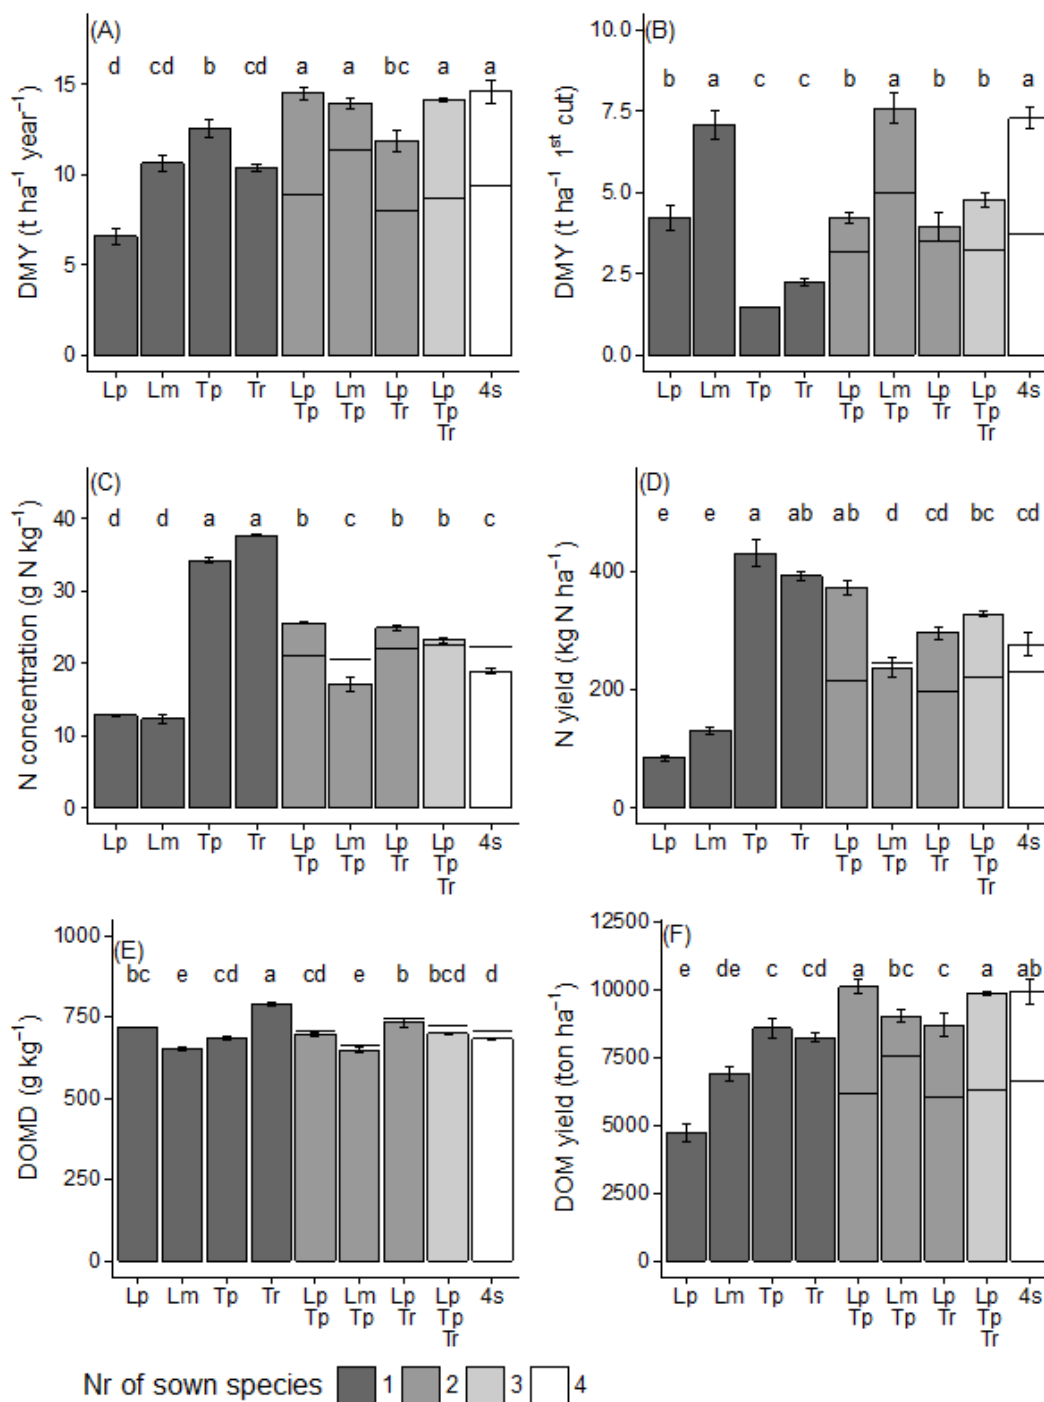 (A)
d cd b cd a a bc a a
DMY (t ha⁻¹ year⁻¹)
15
10
5
0
Lp Lm Tp Tr Lp Lm Lp Lp 4s
Tp Tp Tr Tp
Tr
(B)
b a c c b a b b a
DMY (t ha⁻¹ 1st cut)
10.0
7.5
5.0
2.5
0.0
Lp Lm Tp Tr Lp Lm Lp Lp 4s
Tp Tp Tr Tp
Tr
(C)
d d a a b c b b c
N concentration (g N kg⁻¹)
40
30
20
10
0
Lp Lm Tp Tr Lp Lm Lp Lp 4s
Tp Tp Tr Tp
Tr
(D)
e e a ab ab d cd bc cd
N yield (kg N ha⁻¹)
400
200
0
Lp Lm Tp Tr Lp Lm Lp Lp 4s
Tp Tp Tr Tp
Tr
(E)
bc e cd a cd e b bcd d
DOMD (g kg⁻¹)
1000
750
500
250
0
Lp Lm Tp Tr Lp Lm Lp Lp 4s
Tp Tp Tr Tp
Tr
(F)
e de c cd a bc c a ab
DOM yield (ton ha⁻¹)
12500
10000
7500
5000
2500
0
Lp Lm Tp Tr Lp Lm Lp Lp 4s
Tp Tp Tr Tp
Tr
Nr of sown species 1 2 3 4